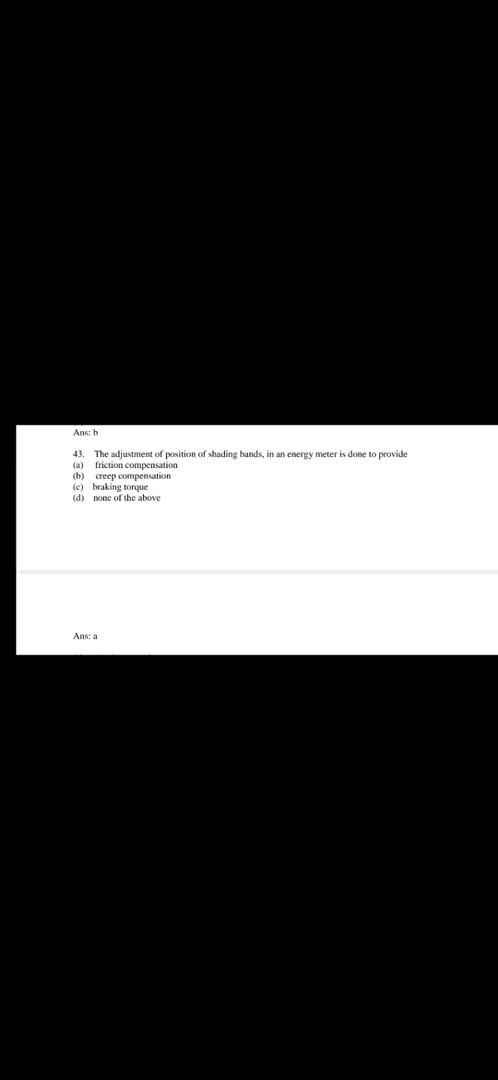 Ans: b
43. The adjustment of position of shading bands, in an energy meter is done to provide
(a) friction compensation
(b) creep compensation
(c) braking torque
(d) none of the above
Ans: a